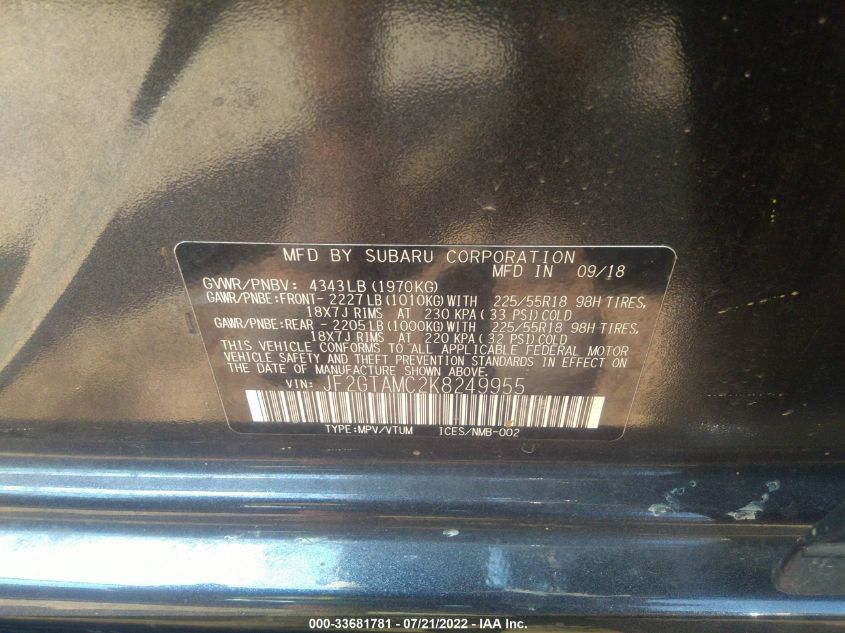 MFD BY SUBARU CORPORATION
MFD IN 09/18
GVWR/PNBV: 4343LB (1970KG)
GAWR/PNBE:FRONT- 2227LB (1010KG) WITH 225/55R18 98H TIRES,
18X7J RIMS AT 230 KPA ( 33 PSI) COLD
GAWR/PNBE:REAR - 2205LB (1000KG) WITH 225/55R18 98H TIRES,
18X7J RIMS AT 220 KPA ( 32 PSI) COLD
THIS VEHICLE CONFORMS TO ALL APPLICABLE FEDERAL MOTOR
VEHICLE SAFETY AND THEFT PREVENTION STANDARDS IN EFFECT ON
THE DATE OF MANUFACTURE SHOWN ABOVE.
VIN: JF2GTAMC2K8249955
TYPE:MPV/VTUM ICES/NMB-002
000-33681781 - 07/21/2022 - IAA Inc.